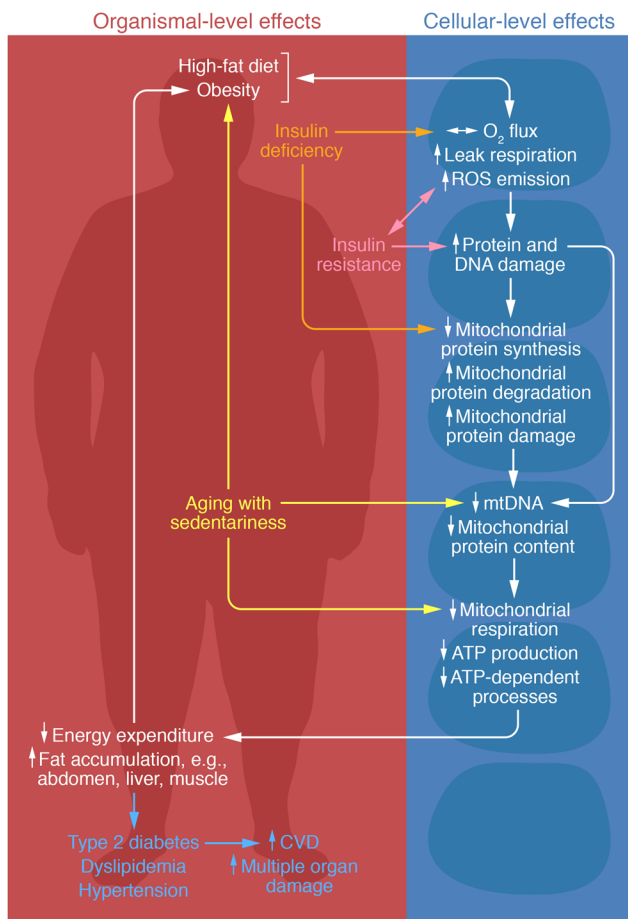 Organismal-level effects
Cellular-level effects
High-fat diet
Obesity
Insulin
deficiency
O2 flux
Leak respiration
ROS emission
Insulin
resistance
Protein and
DNA damage
Mitochondrial
protein synthesis
Mitochondrial
protein degradation
Mitochondrial
protein damage
Aging with
sedentariness
mtDNA
Mitochondrial
protein content
Mitochondrial
respiration
ATP production
ATP-dependent
processes
Energy expenditure
Fat accumulation, e.g.,
abdomen, liver, muscle
Type 2 diabetes
Dyslipidemia
Hypertension
CVD
Multiple organ
damage